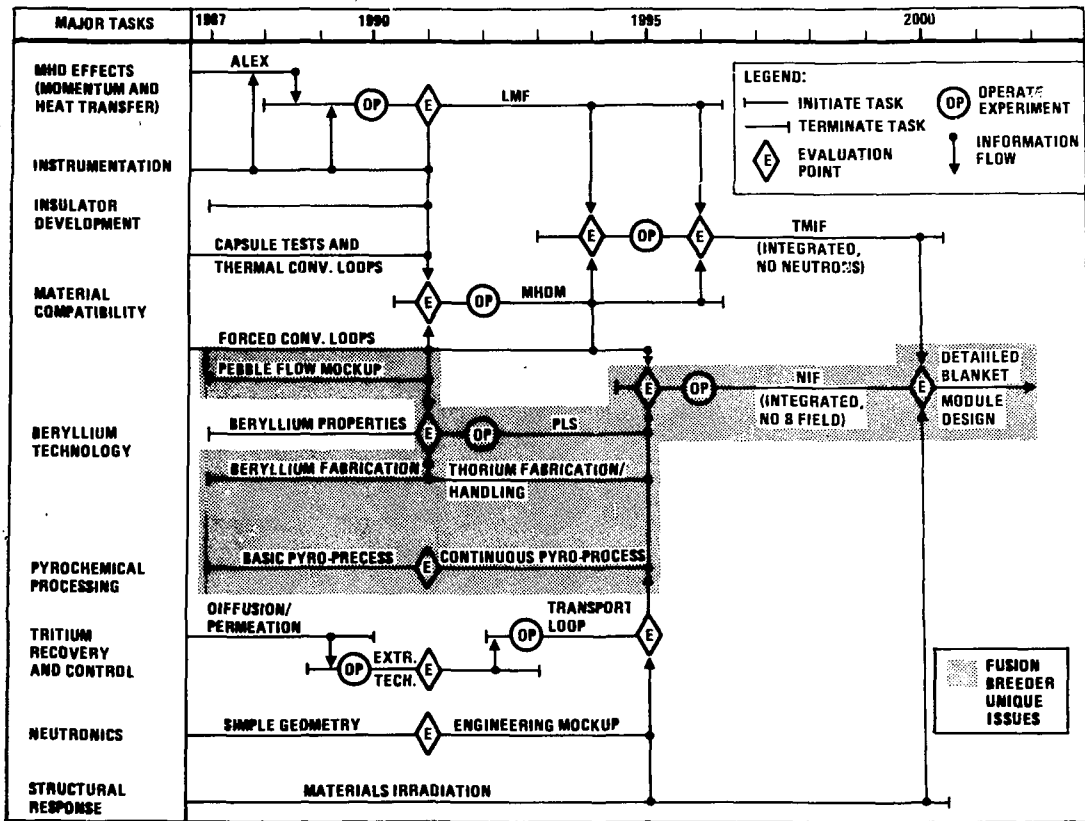 MAJOR TASKS
1987
1990
1995
2000
MHD EFFECTS
(MOMENTUM AND
HEAT TRANSFER)
ALEX
OP
E
LMF
LEGEND:
INITIATE TASK
TERMINATE TASK
E
EVALUATION
POINT
OP
OPERATE
EXPERIMENT
INFORMATION
FLOW
INSTRUMENTATION
INSULATOR
DEVELOPMENT
E
OP
E
TMIF
(INTEGRATED,
NO NEUTRONS)
CAPSULE TESTS AND
THERMAL CONV. LOOPS
MATERIAL
COMPATIBILITY
E
OP
MHDM
FORCED CONV. LOOPS
PEBBLE FLOW MOCKUP
E
OP
NIF
(INTEGRATED,
NO B FIELD)
E
DETAILED
BLANKET
MODULE
DESIGN
BERYLLIUM
TECHNOLOGY
BERYLLIUM PROPERTIES
E
OP
PLS
BERYLLIUM FABRICATION
THORIUM FABRICATION/
HANDLING
PYROCHEMICAL
PROCESSING
BASIC PYRO-PRECESS
E
CONTINUOUS PYRO-PROCESS
TRITIUM
RECOVERY
AND CONTROL
DIFFUSION/
PERMEATION
OP
EXTR.
TECH.
E
OP
TRANSPORT
LOOP
E
FUSION
BREEDER
UNIQUE
ISSUES
NEUTRONICS
SIMPLE GEOMETRY
E
ENGINEERING MOCKUP
STRUCTURAL
RESPONSE
MATERIALS IRRADIATION